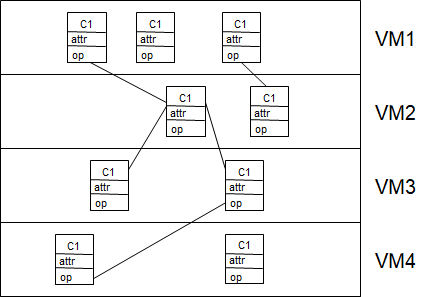 C1 C1 C1
attr attr attr
op op op
VM1
C1 C1
attr attr
op op
VM2
C1 C1
attr attr
op op
VM3
C1 C1
attr attr
op op
VM4